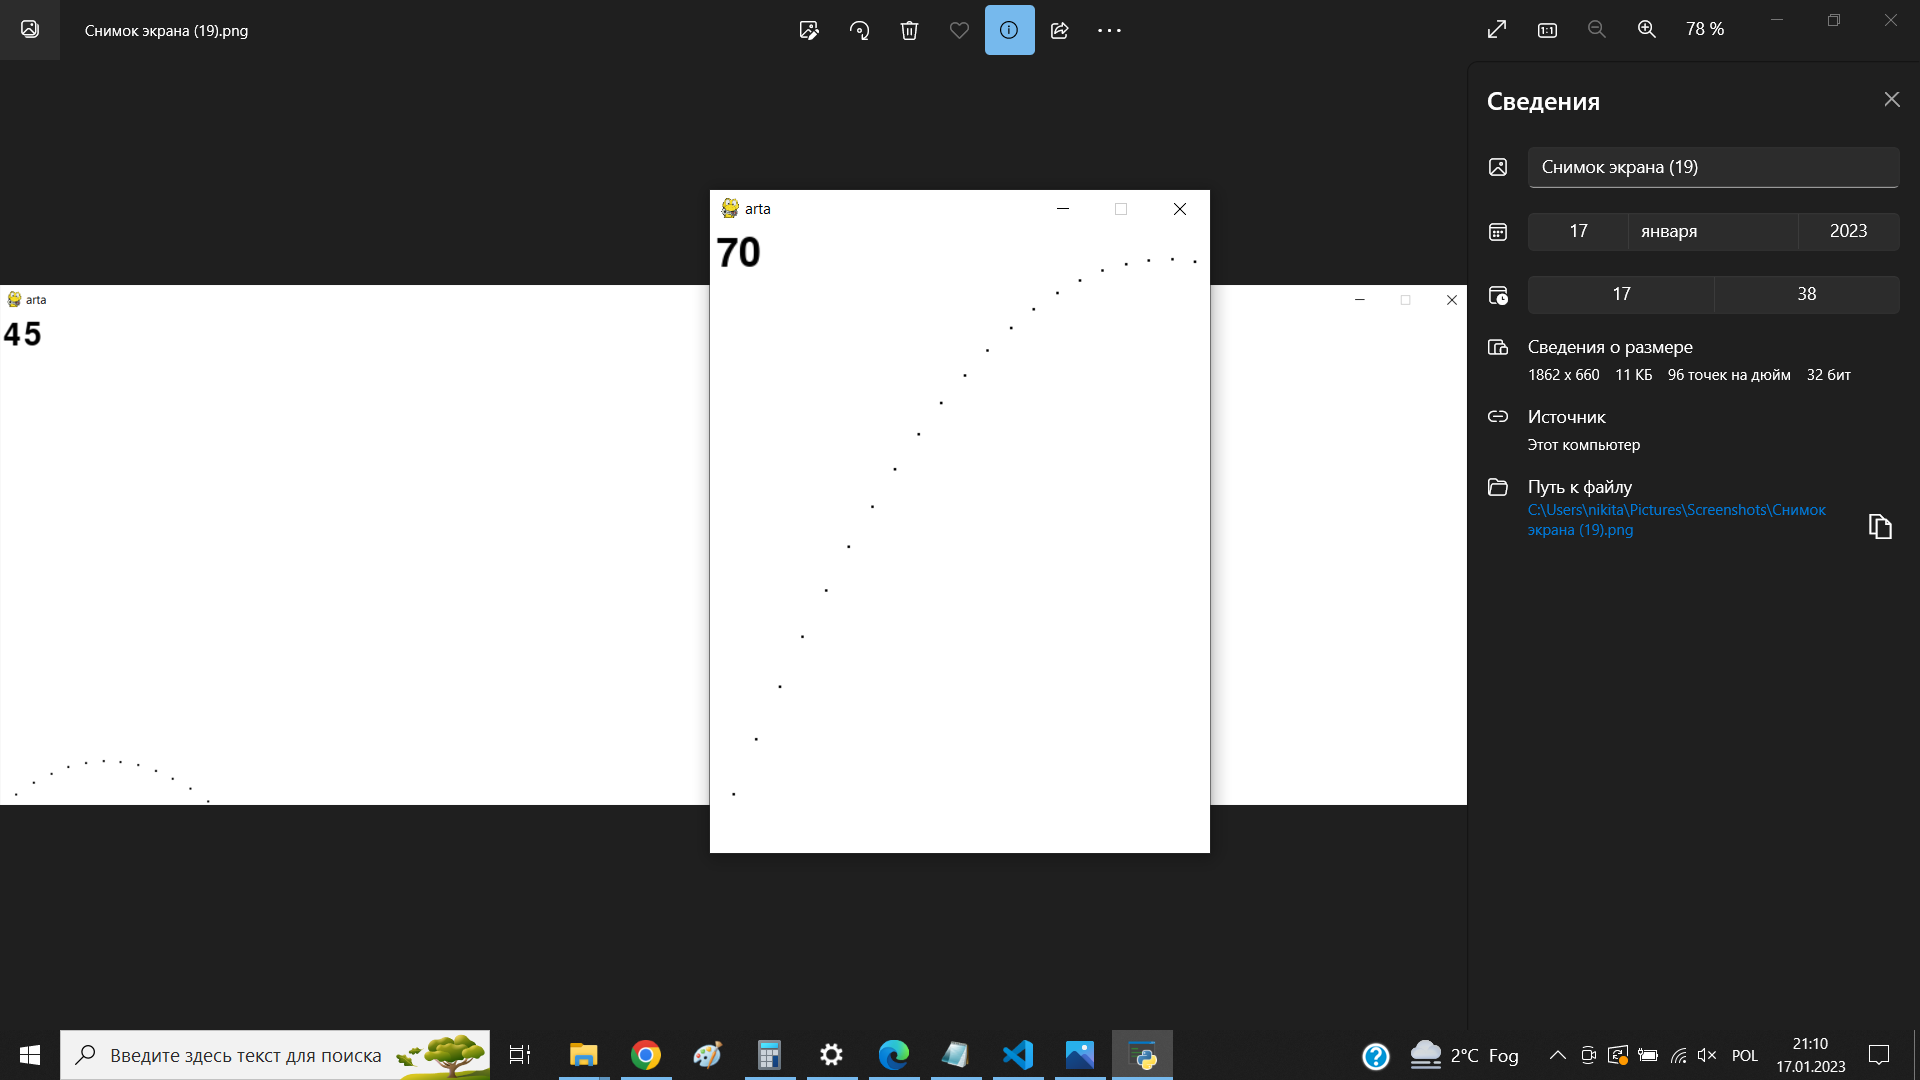 Снимок экрана (19).png
78 %
Сведения
Снимок экрана (19)
17 января 2023
17 38
Сведения о размере
1862 x 660 11 КБ 96 точек на дюйм 32 бит
Источник
Этот компьютер
Путь к файлу
C:\Users\nikita\Pictures\Screenshots\Снимок
экрана (19).png
arta
70
arta
45
Введите здесь текст для поиска
2°C Fog
POL
21:10
17.01.2023